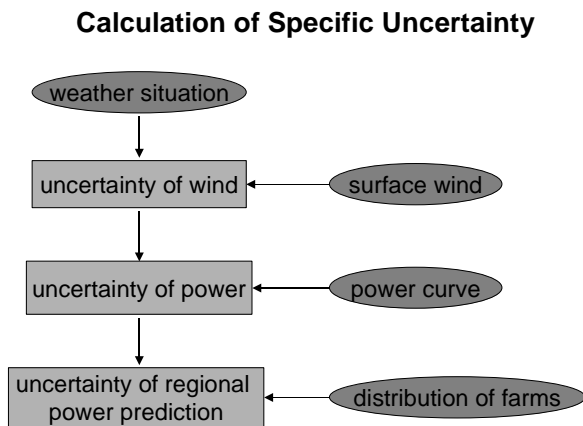 Calculation of Specific Uncertainty
weather situation
uncertainty of wind
surface wind
uncertainty of power
power curve
uncertainty of regional
power prediction
distribution of farms